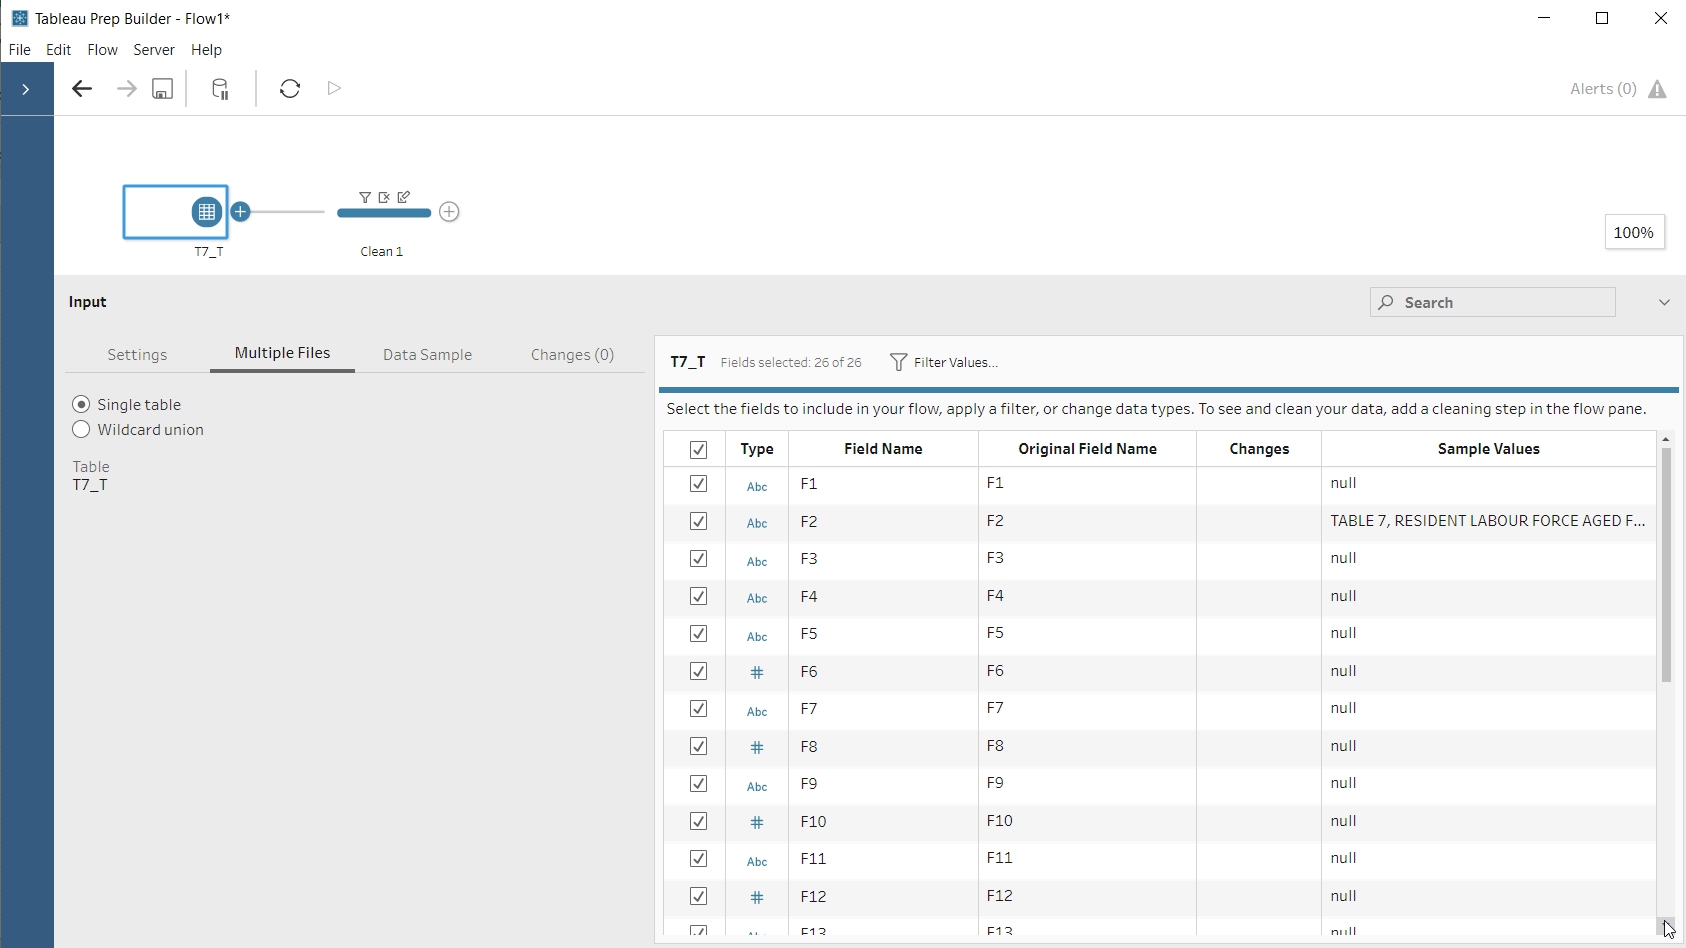 Tableau Prep Builder - Flow1*
File Edit Flow Server Help
Alerts (0)
T7_T
Clean 1
100%
Input
Search
Settings Multiple Files Data Sample Changes (0)
Single table
Wildcard union
Table
T7_T
T7_T Fields selected: 26 of 26 Filter Values...
Select the fields to include in your flow, apply a filter, or change data types. To see and clean your data, add a cleaning step in the flow pane.
Type Field Name Original Field Name Changes Sample Values
Abc F1 F1 null
Abc F2 F2 TABLE 7, RESIDENT LABOUR FORCE AGED F...
Abc F3 F3 null
Abc F4 F4 null
Abc F5 F5 null
# F6 F6 null
Abc F7 F7 null
# F8 F8 null
Abc F9 F9 null
# F10 F10 null
Abc F11 F11 null
# F12 F12 null
Abc F13 F13 null